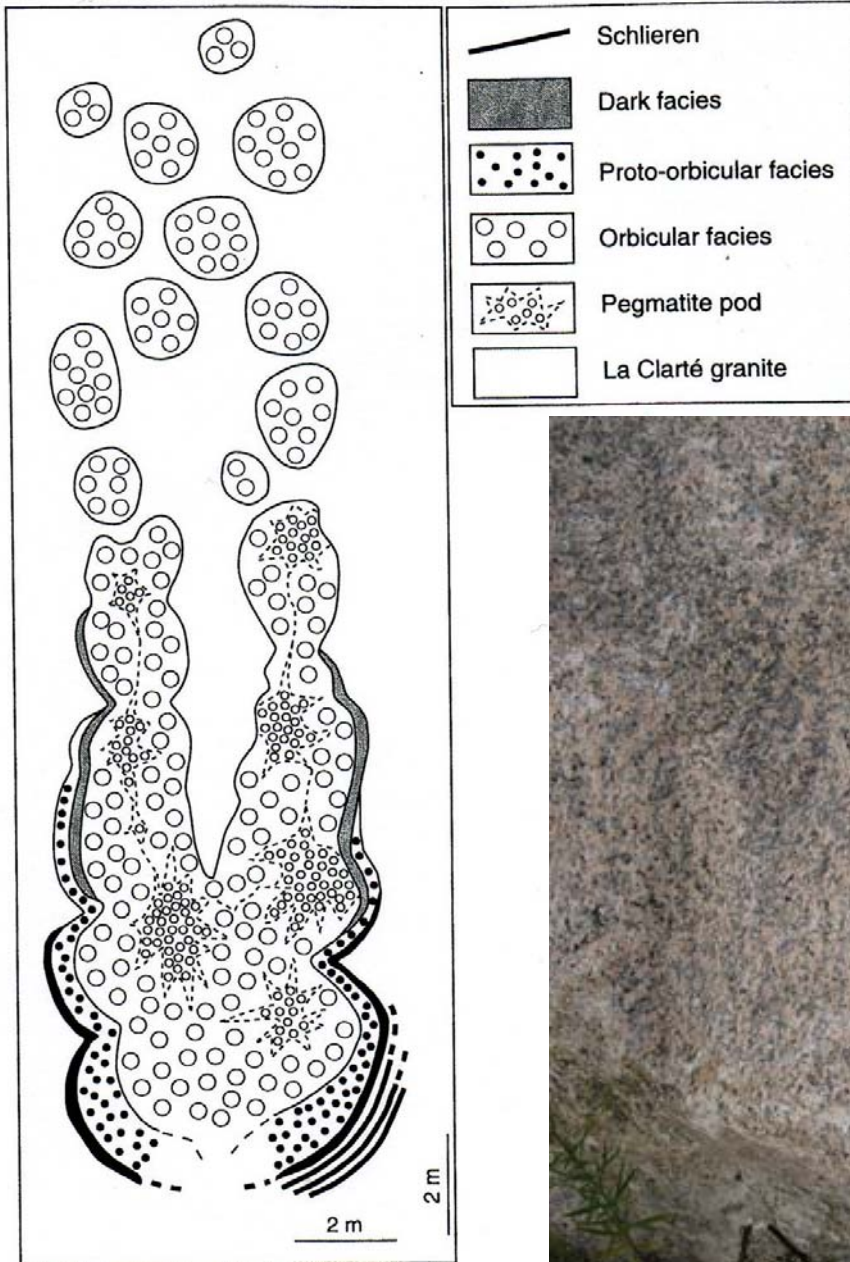 Schlieren
Dark facies
Proto-orbicular facies
Orbicular facies
Pegmatite pod
La Clarté granite
2 m
2 m